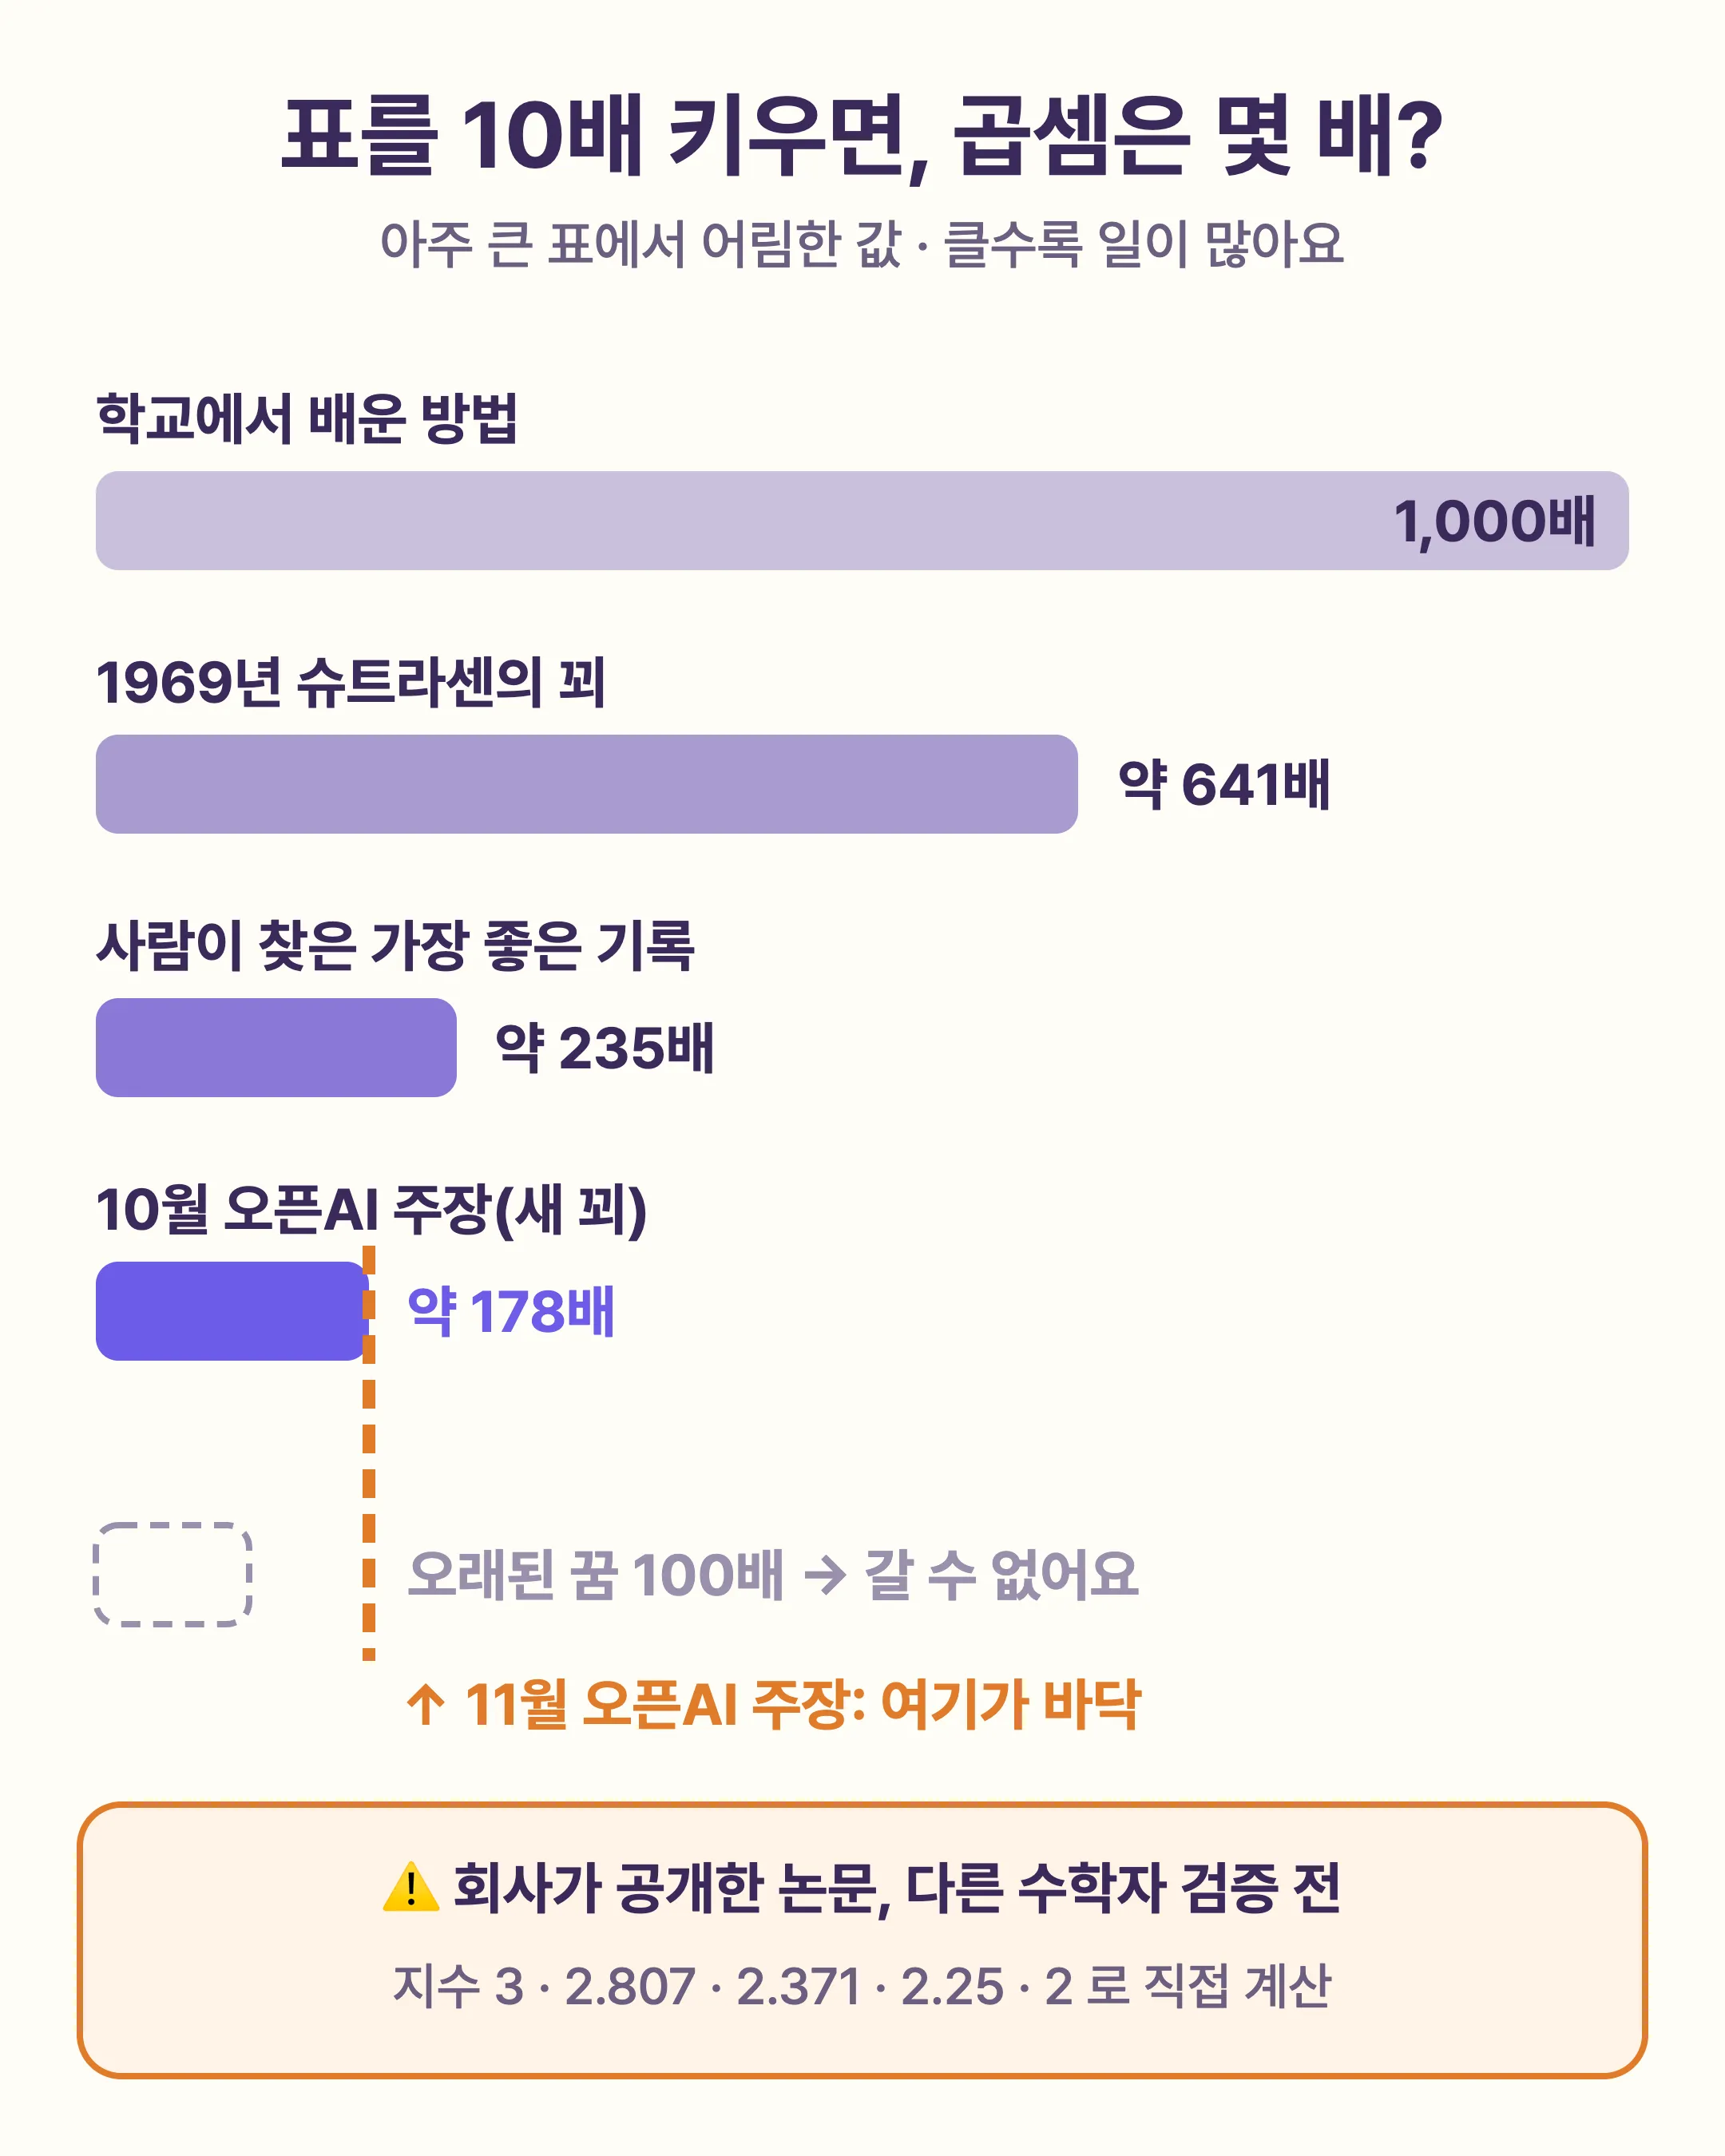 표를 10배 키우면, 곱셈은 몇 배?
아주 큰 표에서 어림한 값 · 클수록 일이 많아요
학교에서 배운 방법
1,000배
1969년 슈트라센의 꾀
약 641배
사람이 찾은 가장 좋은 기록
약 235배
10월 오픈AI 주장(새 꾀)
약 178배
오래된 꿈 100배 → 갈 수 없어요
↑ 11월 오픈AI 주장: 여기가 바닥
⚠️ 회사가 공개한 논문, 다른 수학자 검증 전
지수 3 · 2.807 · 2.371 · 2.25 · 2 로 직접 계산